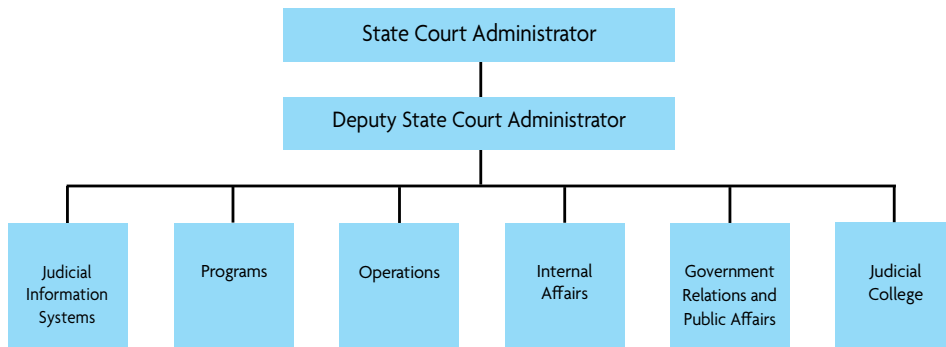 State Court Administrator
Deputy State Court Administrator
Judicial
Information
Systems
Programs
Operations
Internal
Affairs
Government
Relations and
Public Affairs
Judicial
College